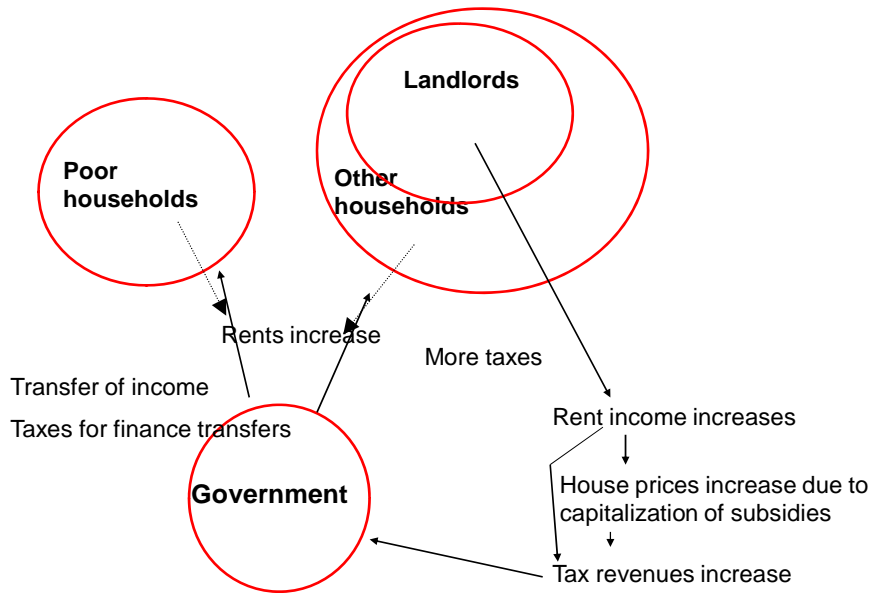 Landlords
Poor
households
Other
households
Rents increase
More taxes
Transfer of income
Taxes for finance transfers
Rent income increases
Government
House prices increase due to
capitalization of subsidies
Tax revenues increase